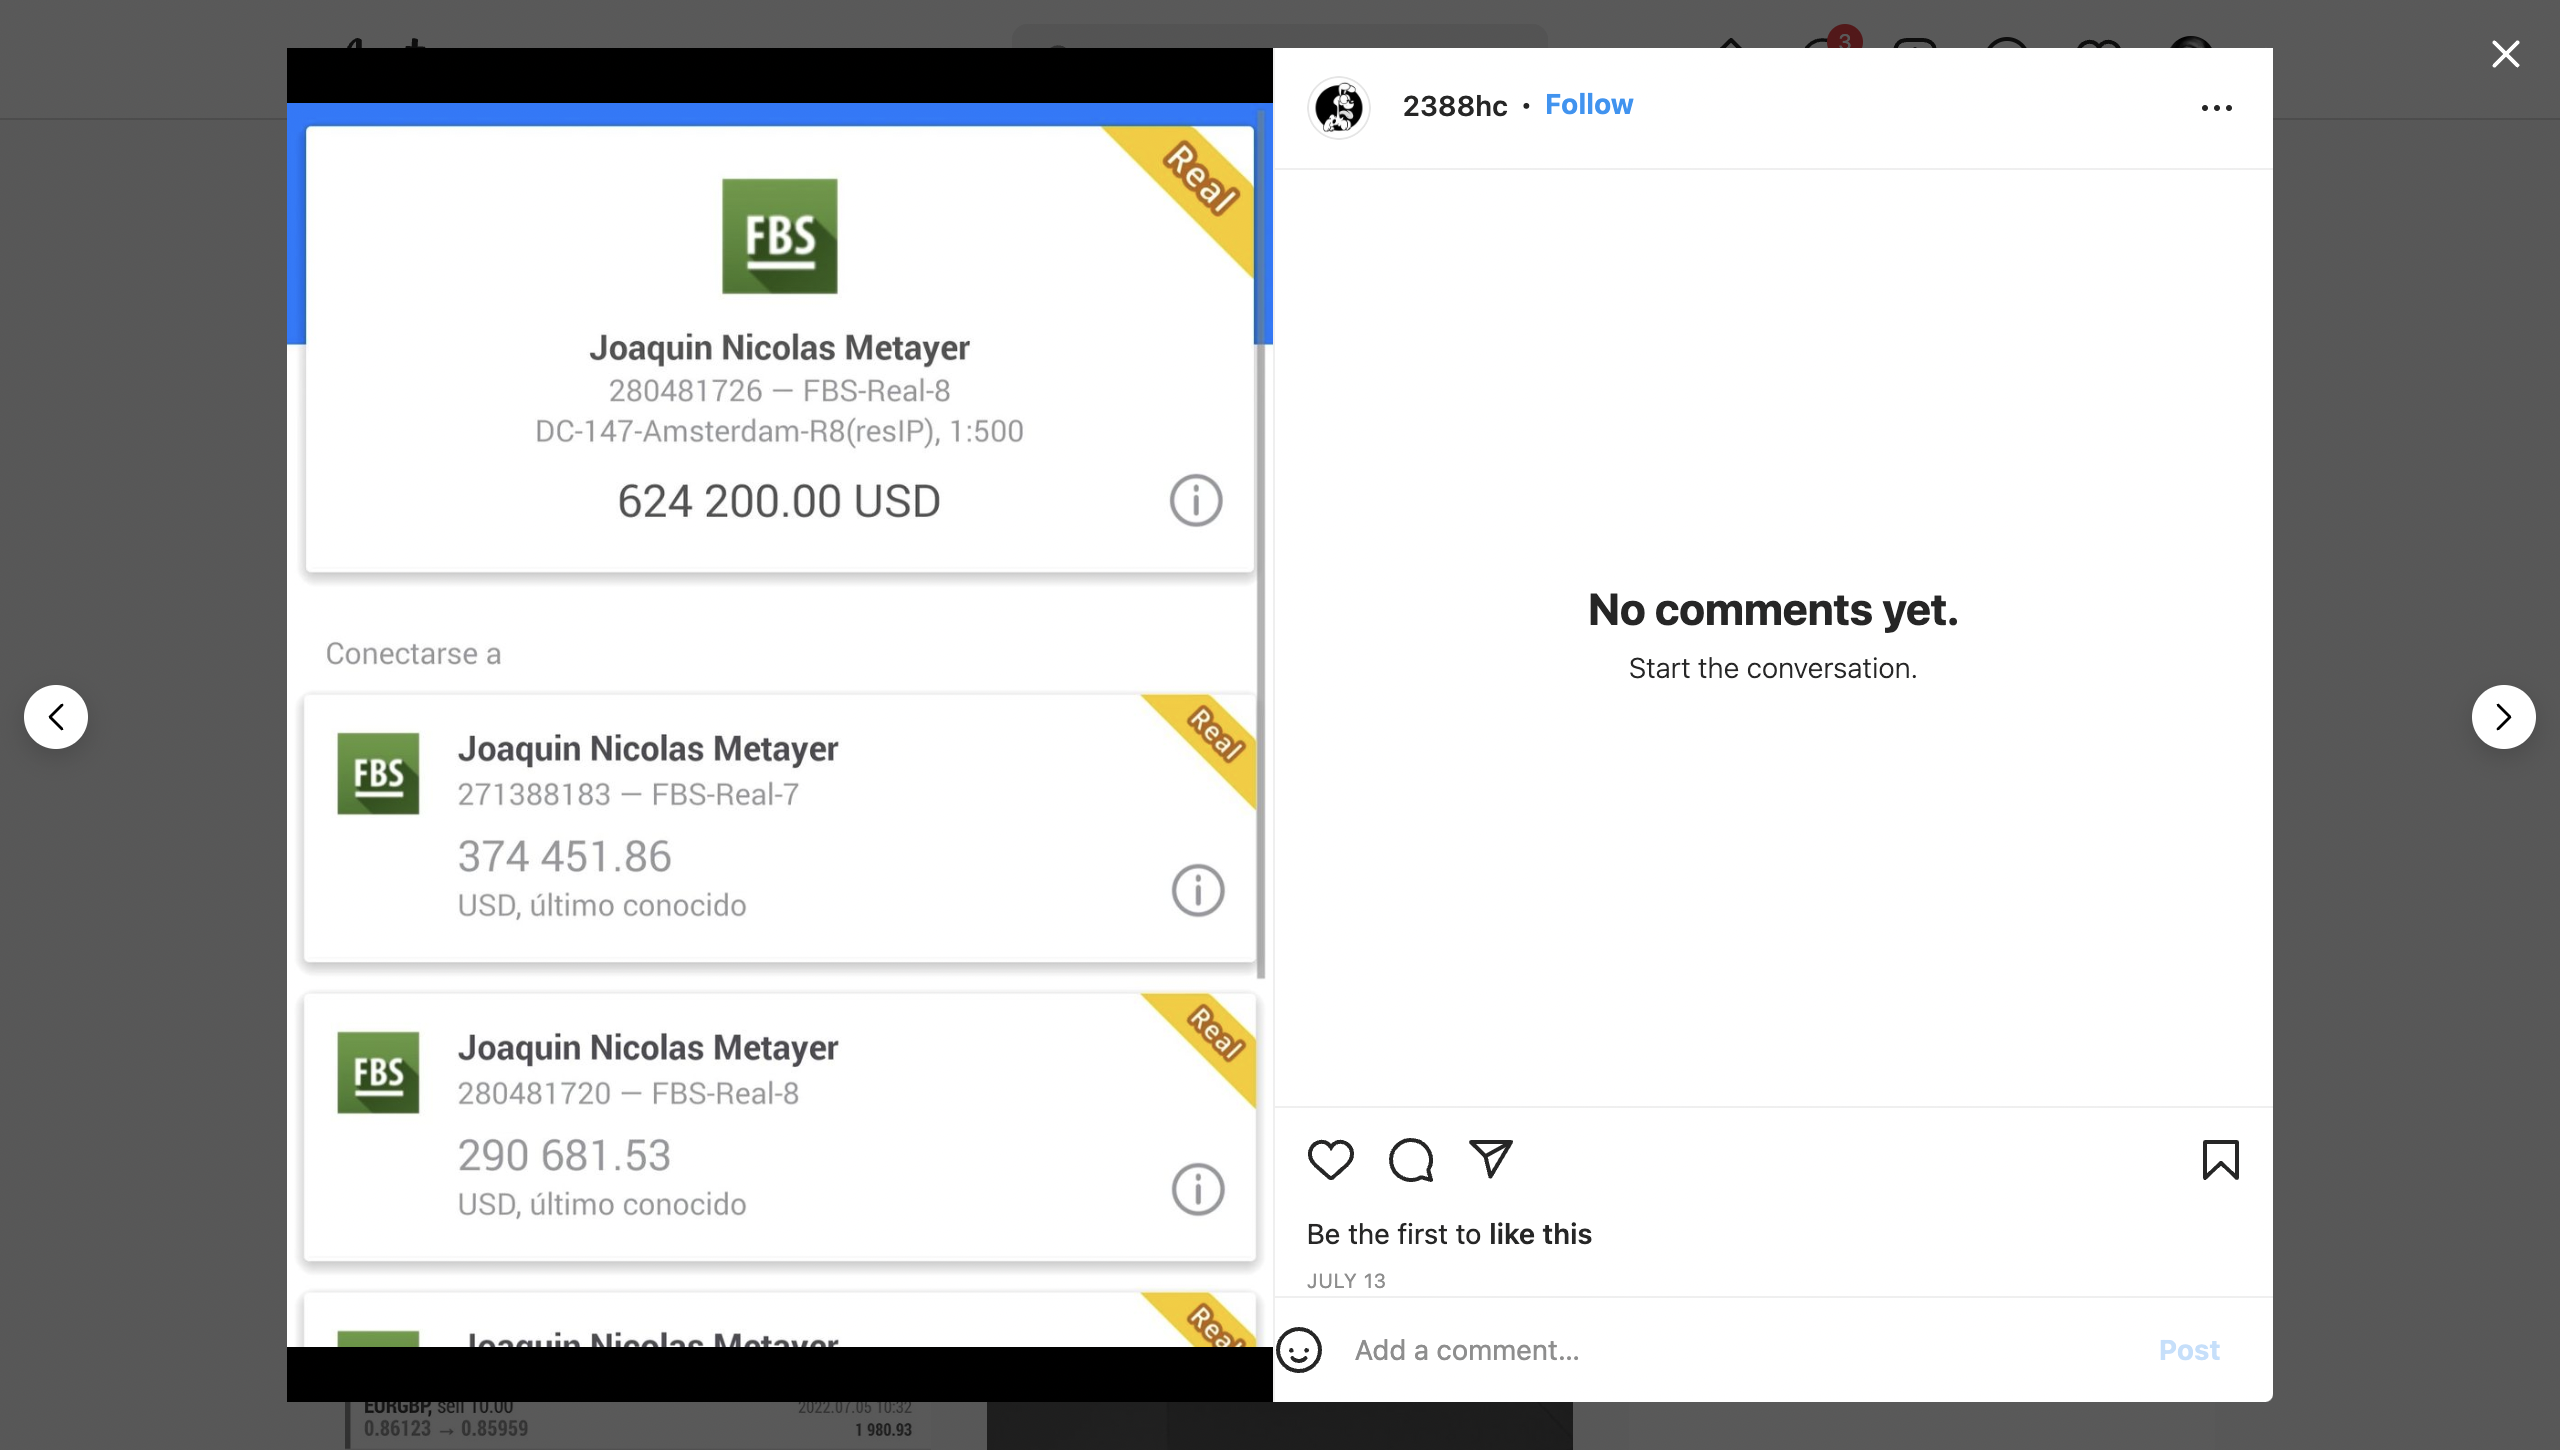 3
2388hc • Follow
Real
FBS
Joaquin Nicolas Metayer
280481726 — FBS-Real-8
DC-147-Amsterdam-R8(resIP), 1:500
624 200.00 USD
Conectarse a
Real
FBS
Joaquin Nicolas Metayer
271388183 — FBS-Real-7
374 451.86
USD, último conocido
Real
FBS
Joaquin Nicolas Metayer
280481720 — FBS-Real-8
290 681.53
USD, último conocido
Real
Joaquin Nicolas Metayer
No comments yet.
Start the conversation.
Be the first to like this
JULY 13
Add a comment...
Post
EURGBP, sell 10.00
2022.07.05 10:32
0.86123 → 0.85959
1 980.93